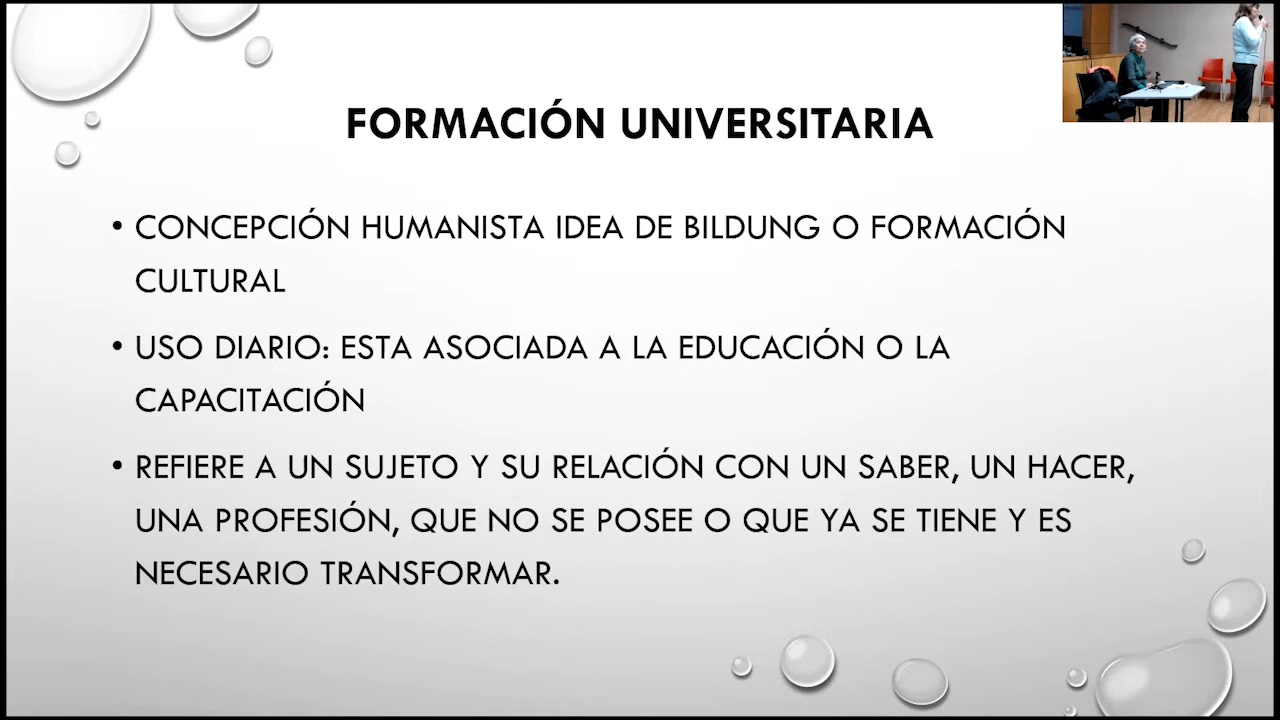 FORMACIÓN UNIVERSITARIA
• CONCEPCIÓN HUMANISTA IDEA DE BILDUNG O FORMACIÓN
CULTURAL
• USO DIARIO: ESTA ASOCIADA A LA EDUCACIÓN O LA
CAPACITACIÓN
• REFIERE A UN SUJETO Y SU RELACIÓN CON UN SABER, UN HACER,
UNA PROFESIÓN, QUE NO SE POSEE O QUE YA SE TIENE Y ES
NECESARIO TRANSFORMAR.